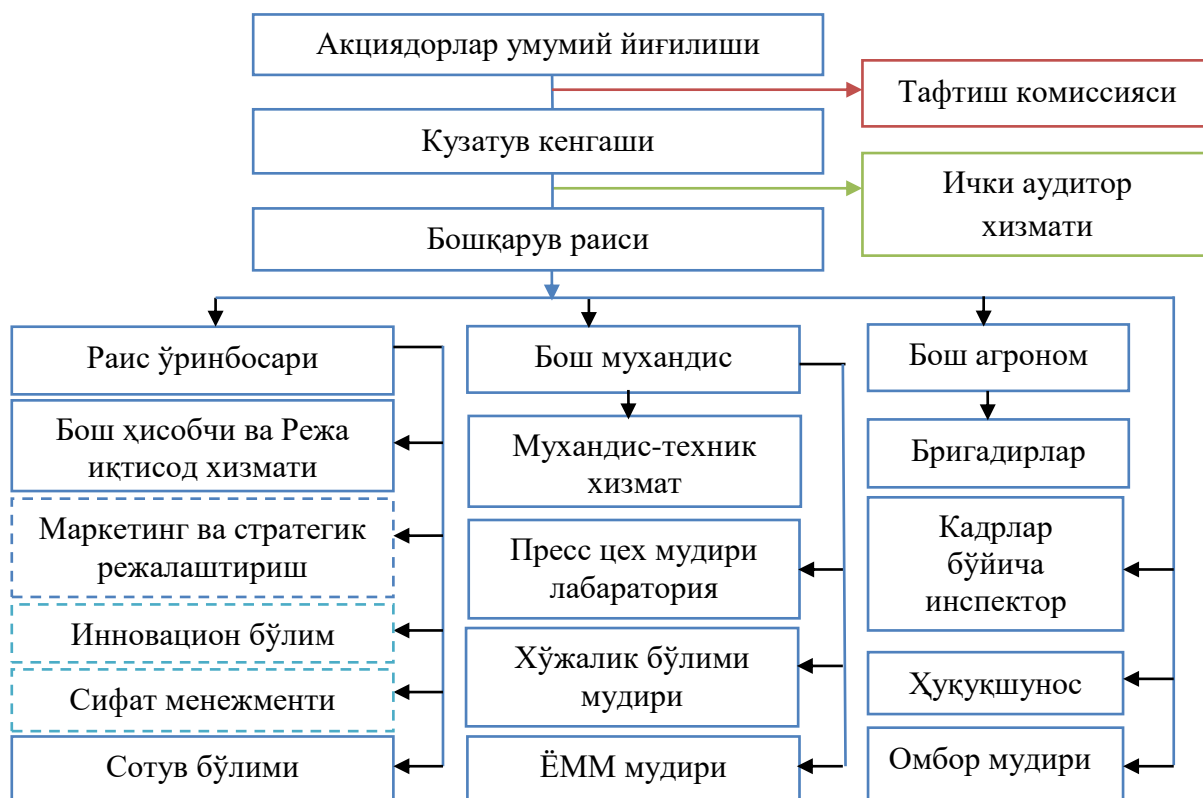 Акциядорлар умумий йиғилиши
Тафтиш комиссияси
Кузатув кенгаши
Ички аудитор
хизмати
Бошқарув раиси
Раис ўринбосари
Бош ҳисобчи ва Режа
иқтисод хизмати
Маркетинг ва стратегик
режалаштириш
Инновацион бўлим
Сифат менежменти
Сотув бўлими
Бош мухандис
Мухандис-техник
хизмат
Пресс цех мудири
лабаратория
Хўжалик бўлими
мудири
ЁММ мудири
Бош агроном
Бригадирлар
Кадрлар
бўйича
инспектор
Ҳуқуқшунос
Омбор мудири